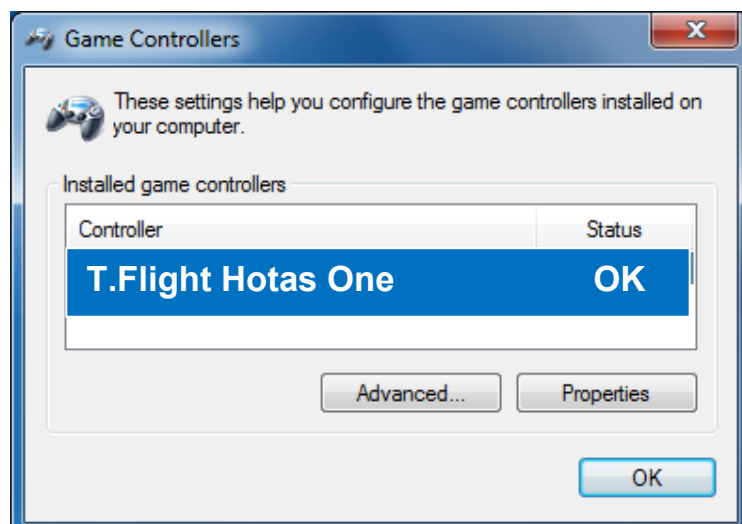 Game Controllers
These settings help you configure the game controllers installed on
your computer.
Installed game controllers
Controller Status
T.Flight Hotas One OK
Advanced... Properties
OK